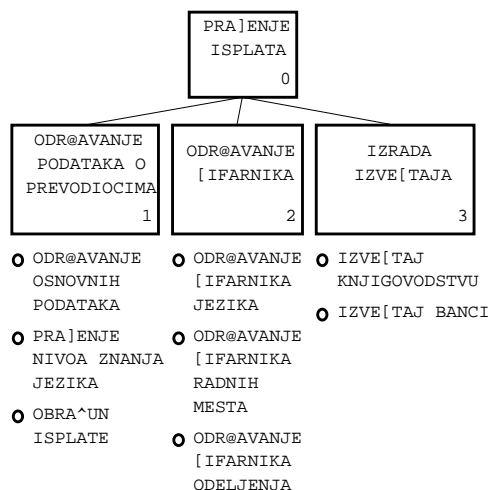 PRA]ENJE
ISPLATA
0
ODR@AVANJE
PODATAKA O
PREVODIOCIMA
1
ODR@AVANJE
[IFARNIKA
2
IZRADA
IZVE[TAJA
3
ODR@AVANJE
OSNOVNIH
PODATAKA
PRA]ENJE
NIVOA ZNANJA
JEZIKA
OBRA^UN
ISPLATE
ODR@AVANJE
[IFARNIKA
JEZIKA
ODR@AVANJE
[IFARNIKA
RADNIH
MESTA
ODR@AVANJE
[IFARNIKA
ODELJENJA
IZVE[TAJ
KNJIGOVODSTVU
IZVE[TAJ BANCI